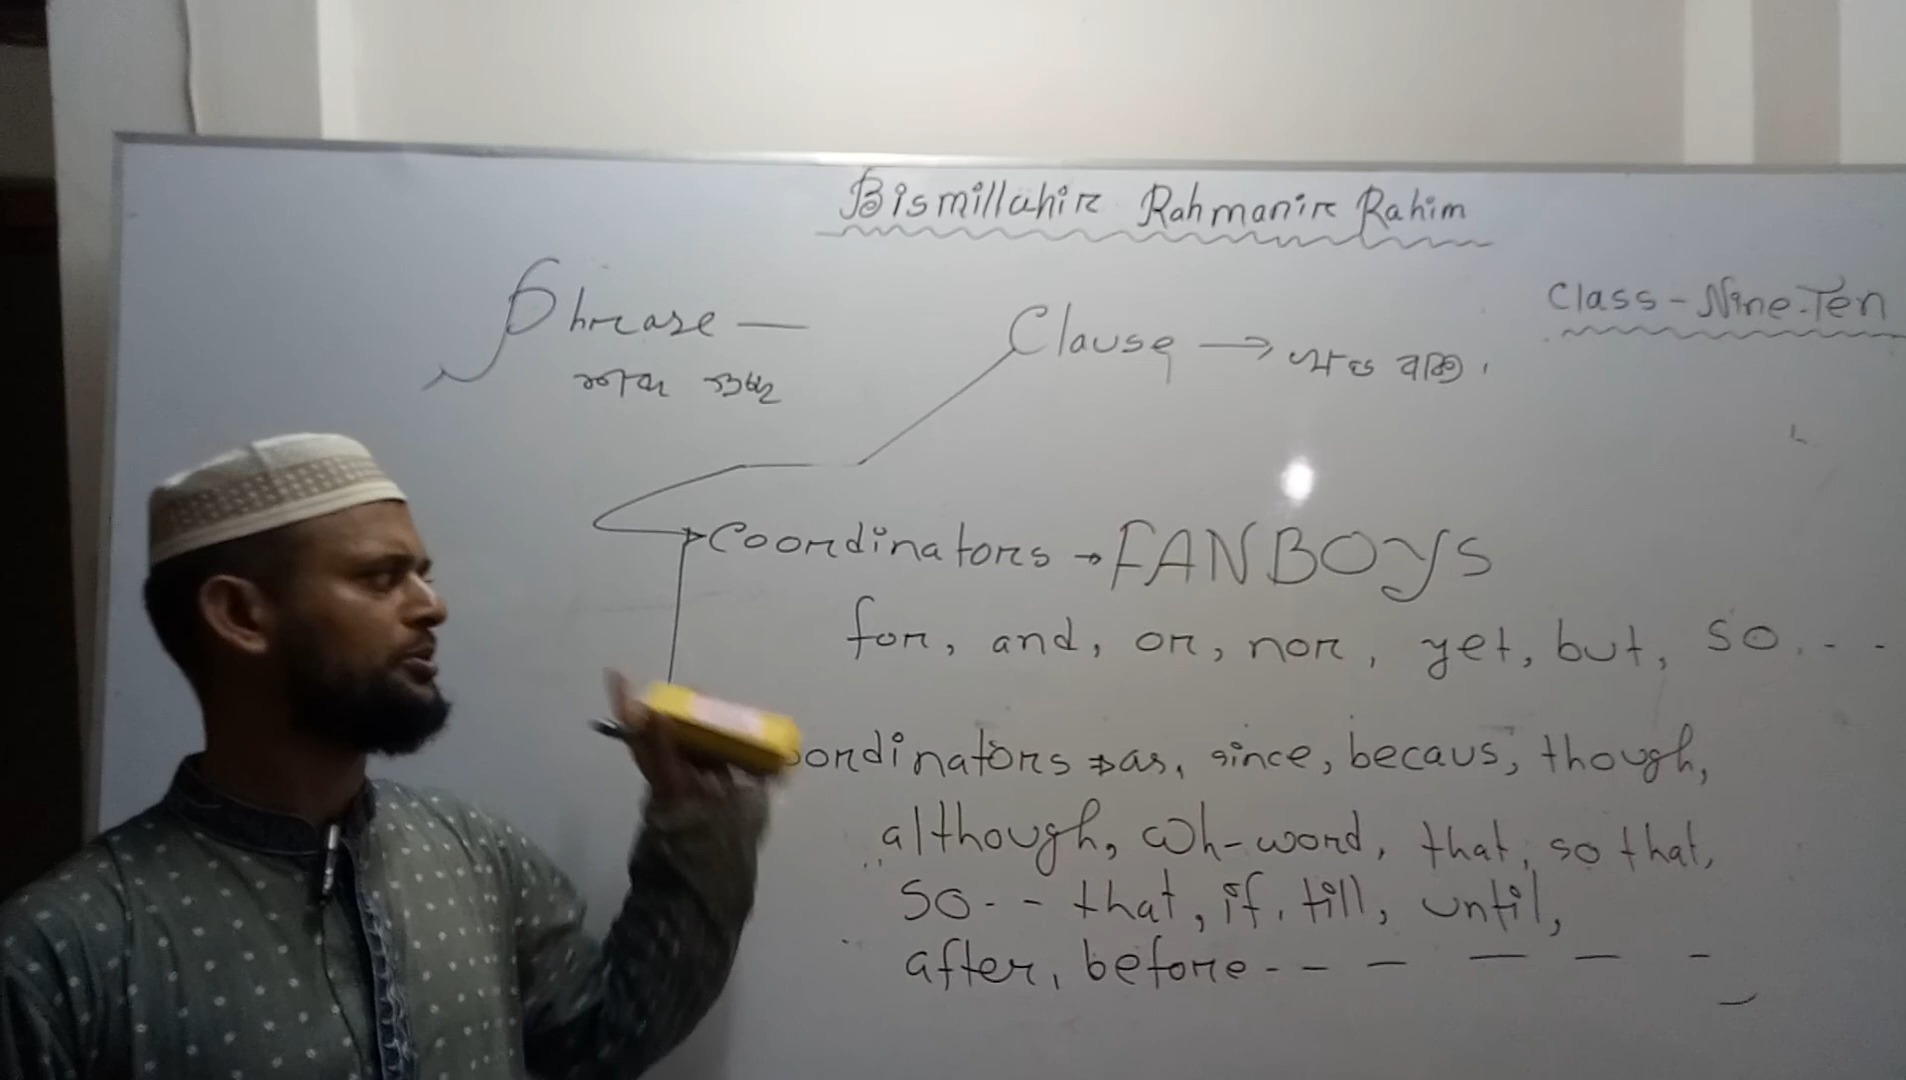 Bismillahir Rahmanir Rahim
Class-Nine-Ten
Phrase —
Clause → খন্ড বাক্য।
Coordinators → FANBOYS
for, and, or, nor, yet, but, so. - -
ordinators ⇒ as, since, becaus, though,
although, Wh-word, that, so that,
so - - that, if, till, until,
after, before - - — — — -